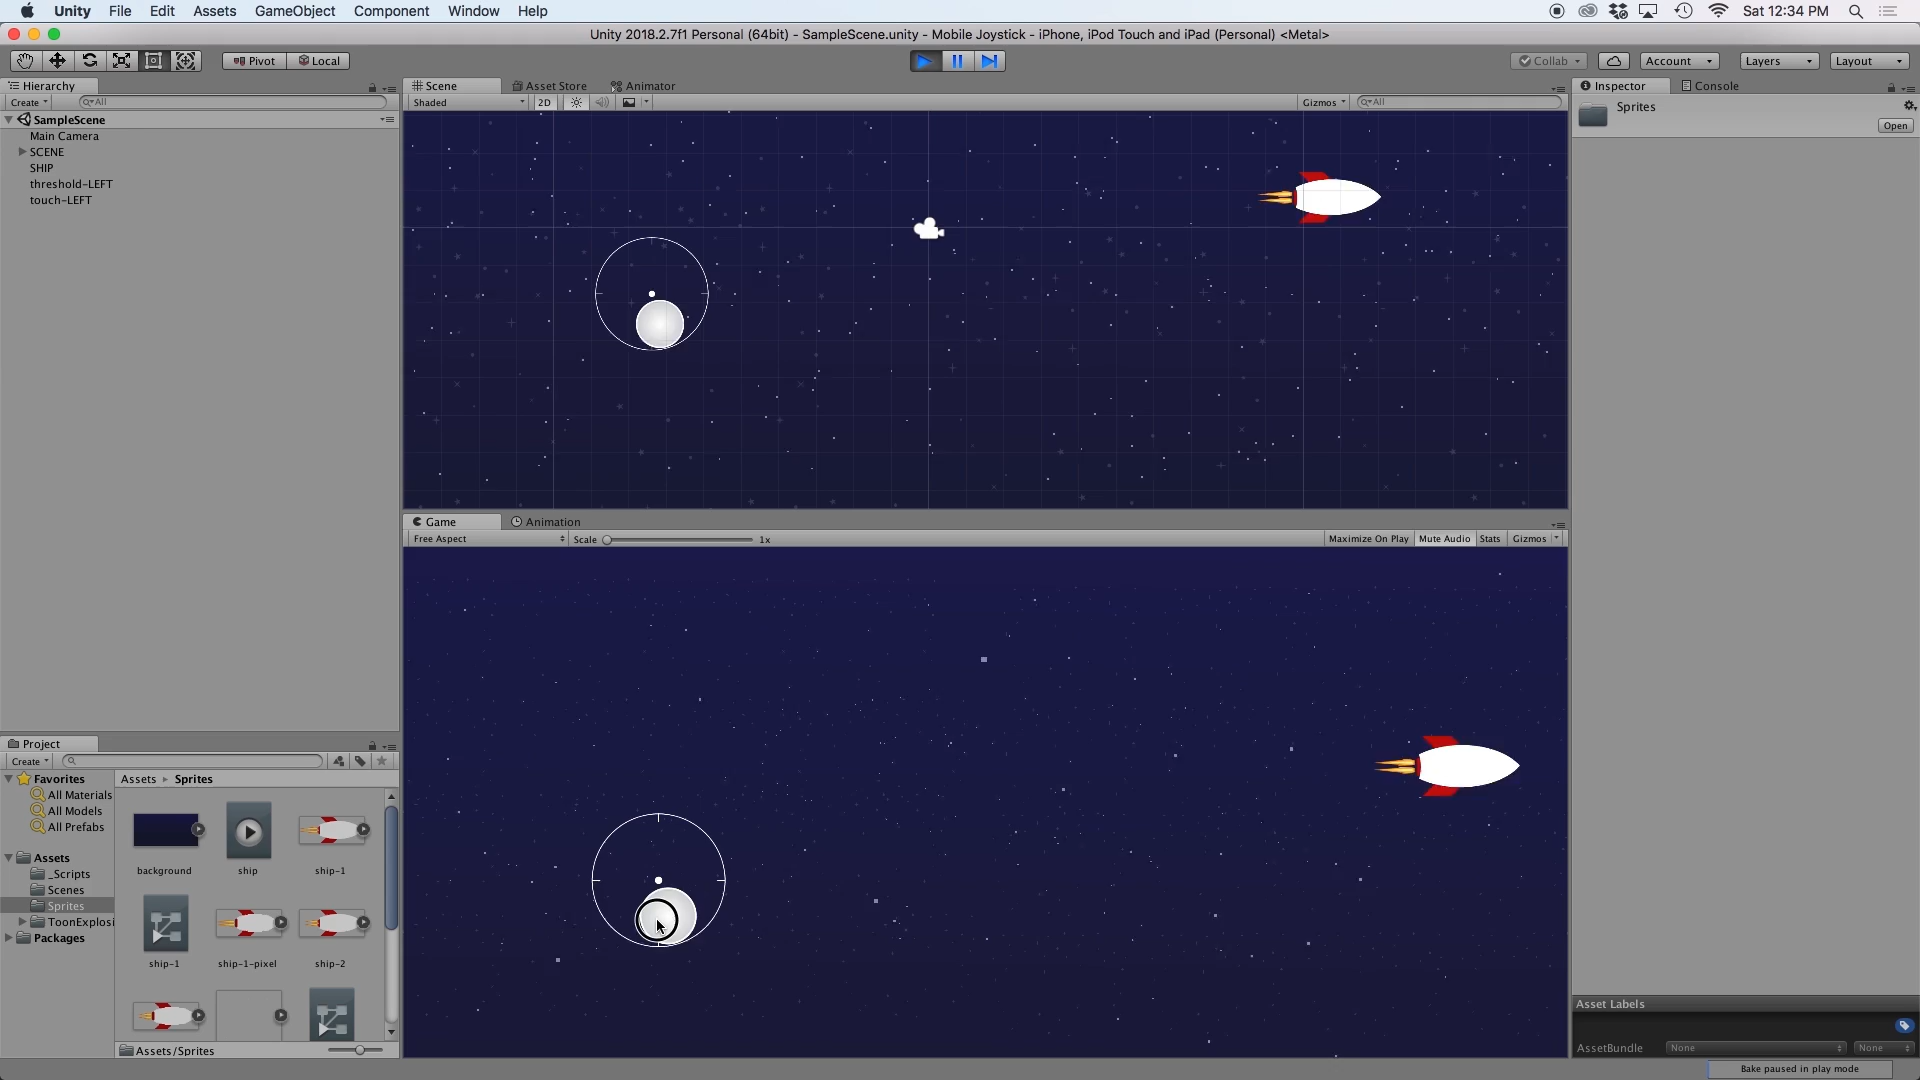 Unity File Edit Assets GameObject Component Window Help Sat 12:34 PM
Unity 2018.2.7f1 Personal (64bit) - SampleScene.unity - Mobile Joystick - iPhone, iPod Touch and iPad (Personal) <Metal>
Pivot Local Collab Account Layers Layout
Hierarchy
Create All
SampleScene
Main Camera
SCENE
SHIP
threshold-LEFT
touch-LEFT
Scene Asset Store Animator
Shaded 2D Gizmos All
Game Animation
Free Aspect Scale 1x Maximize On Play Mute Audio Stats Gizmos
Inspector Console
Sprites
Open
Project
Create
Favorites
All Materials
All Models
All Prefabs
Assets
_Scripts
Scenes
Sprites
ToonExplosi
Packages
Assets Sprites
background ship ship-1
ship-1 ship-1-pixel ship-2
Assets/Sprites
Asset Labels
AssetBundle None None
Bake paused in play mode